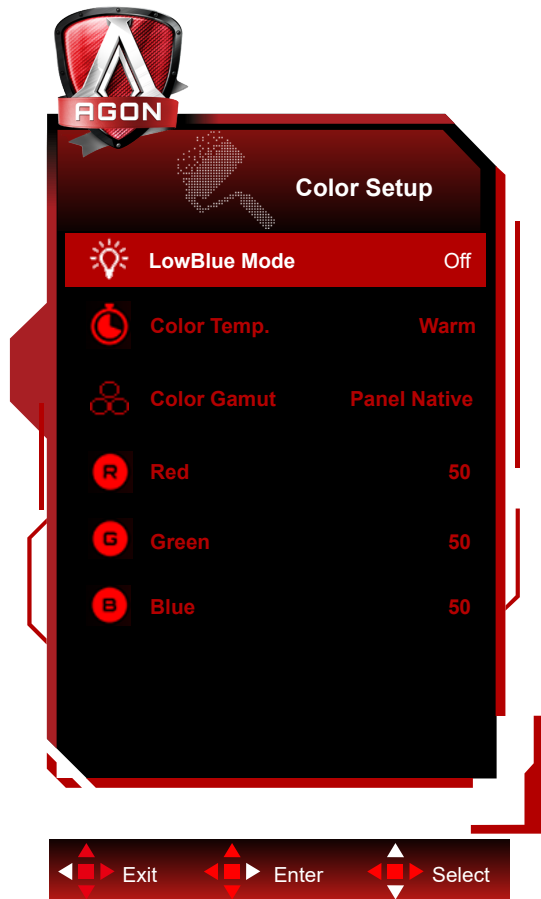 AGON
Color Setup
LowBlue Mode Off
Color Temp. Warm
Color Gamut Panel Native
R Red 50
G Green 50
B Blue 50
Exit Enter Select